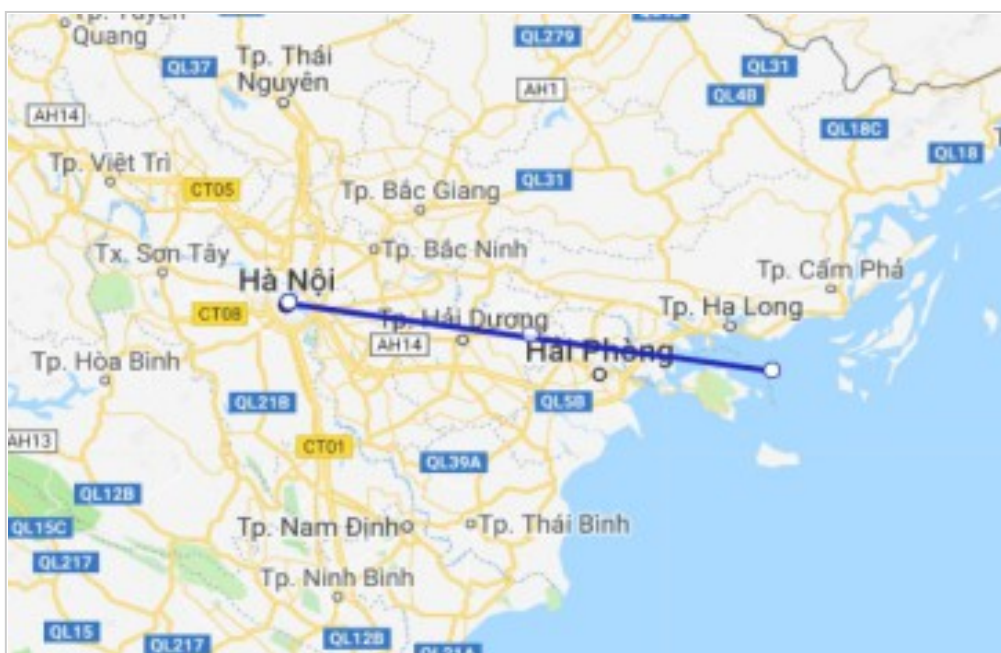 QL279
QL37
Tp. Thái
Nguyên
QL31
AH1
QL4B
AH14
QL18C
QL18
Tp. Việt Trì
CT05
QL31
Tp. Bắc Giang
Tx. Sơn Tây
Tp. Bắc Ninh
Hà Nội
Tp. Cẩm Phả
CT08
Tp. Hải Dương
Tp. Hạ Long
AH14
Hải Phòng
Tp. Hòa Bình
QL21B
QL5B
AH13
CT01
QL39A
QL12B
QL15C
Tp. Nam Định
Tp. Thái Bình
QL217
Tp. Ninh Bình
QL15
QL217
QL12B
QL21A